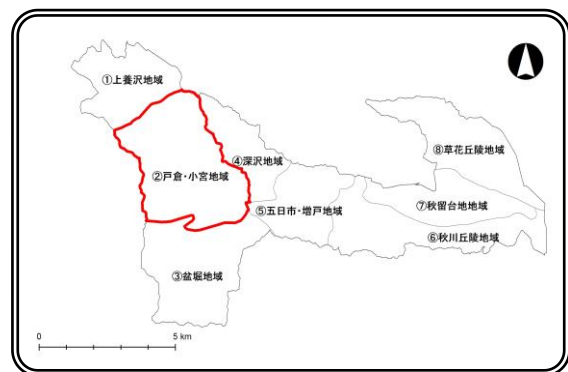 ①上養沢地域
②戸倉・小宮地域
④深沢地域
⑧草花丘陵地域
⑤五日市・増戸地域
⑦秋留台地地域
⑥秋川丘陵地域
③盆堀地域
0 5 km